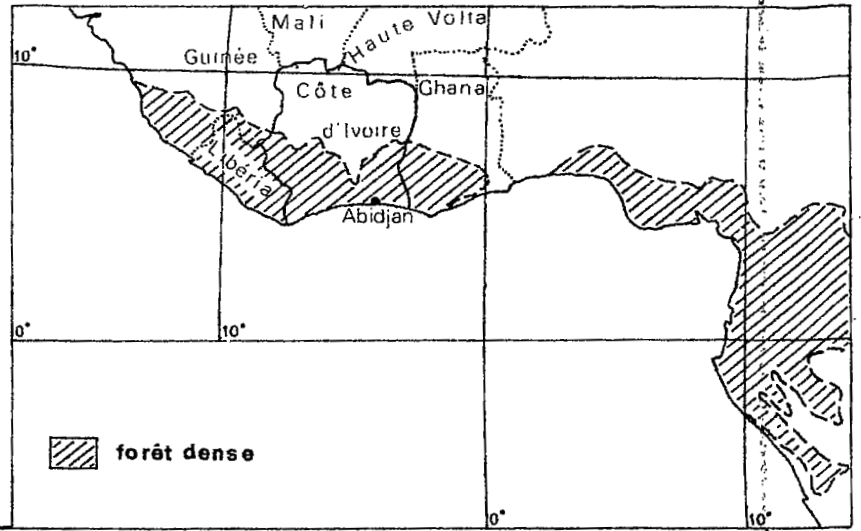 Mali
Haute Volta
Guinée
10°
Côte
Ghana
d'Ivoire
Libéria
Abidjan
0°
10°
forêt dense
0°
10°